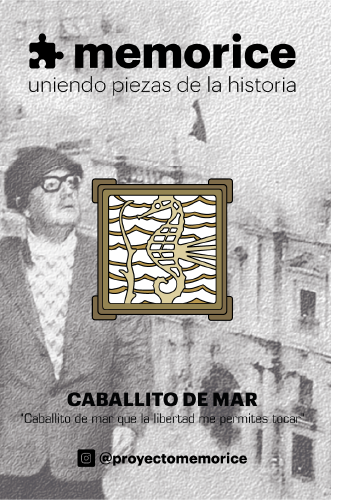 memorice
uniendo piezas de la historia
CABALLITO DE MAR
"Caballito de mar que la libertad me permites tocar"
@proyectomemorice